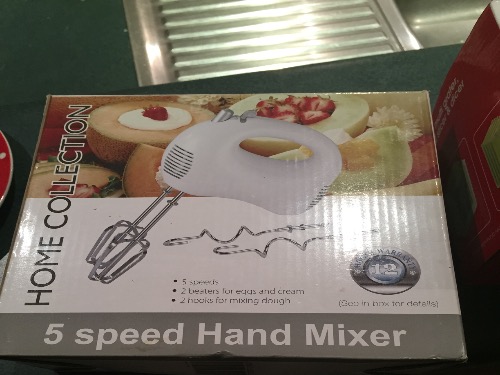 HOME COLLECTION
• 5 speeds
• 2 beaters for eggs and cream
• 2 hooks for mixing dough
12
(See in box for details)
5 speed Hand Mixer